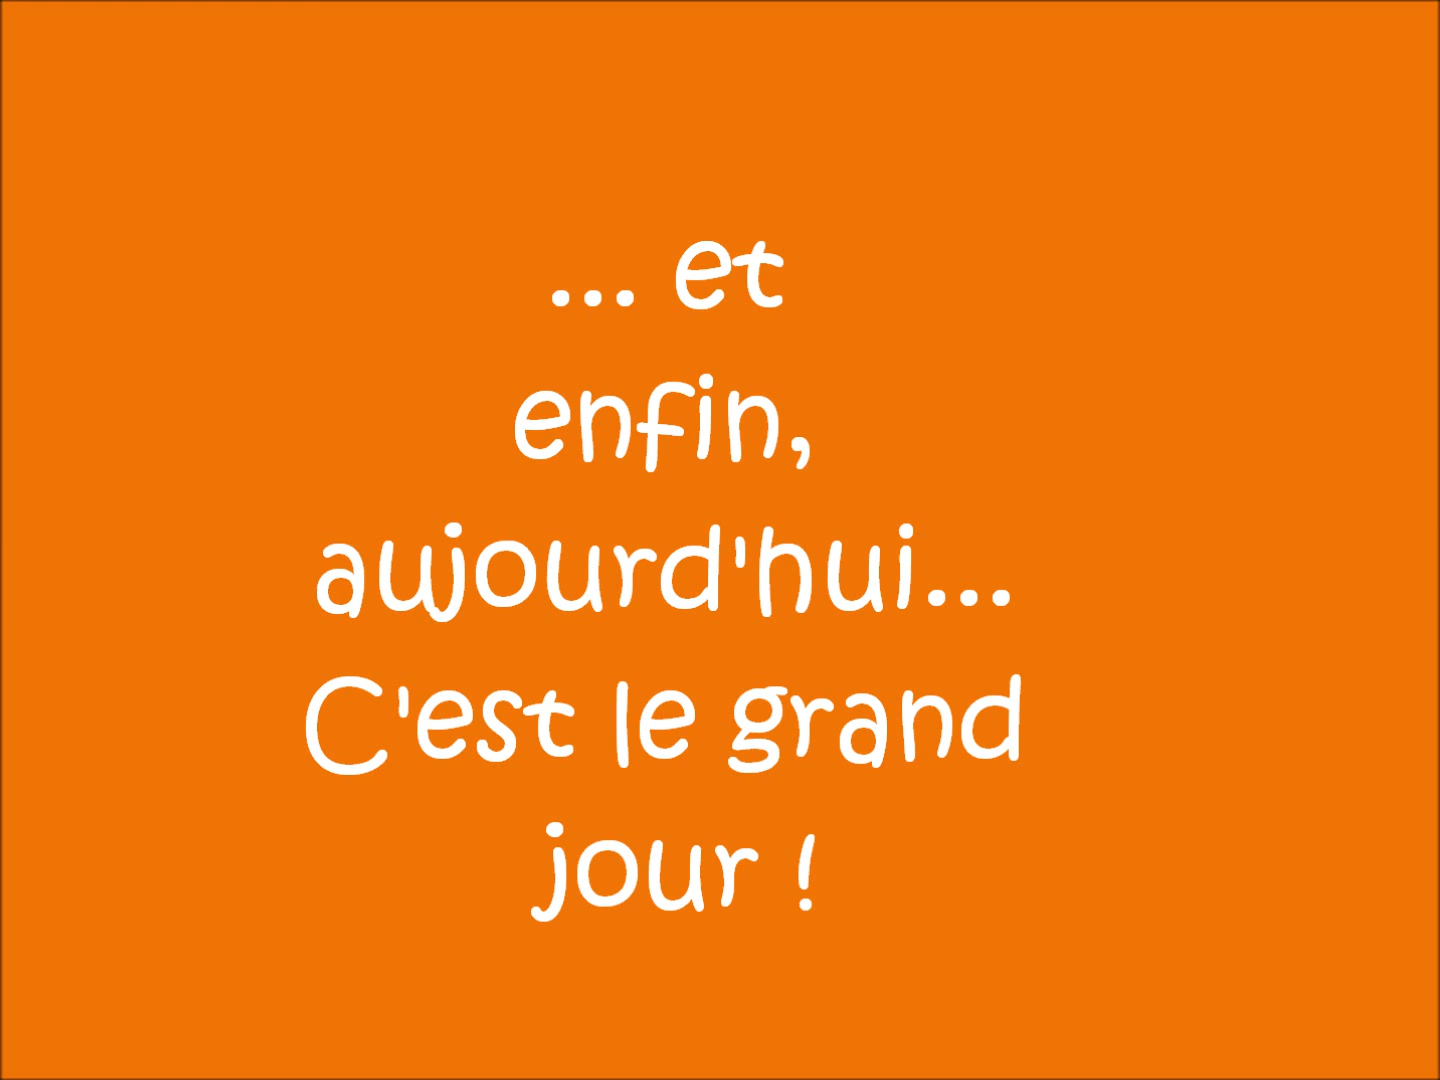 ... et
enfin,
aujourd'hui...
C'est le grand
jour !